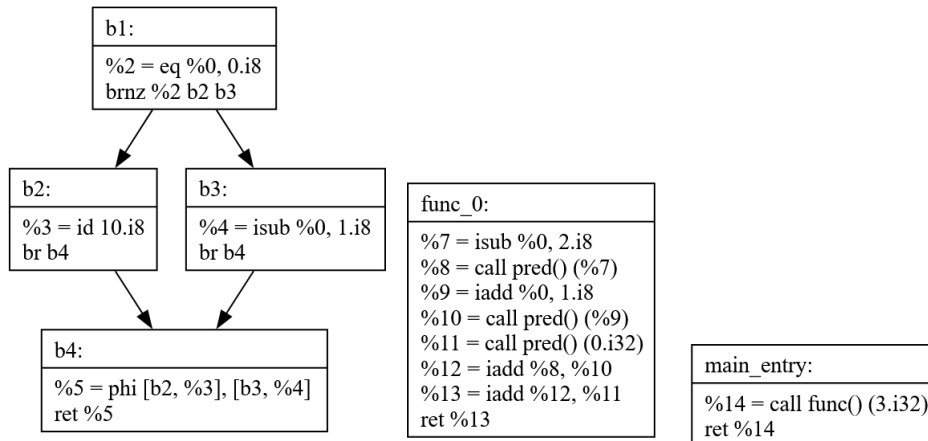 b1:
%2 = eq %0, 0.i8
brnz %2 b2 b3
b2:
%3 = id 10.i8
br b4
b3:
%4 = isub %0, 1.i8
br b4
b4:
%5 = phi [b2, %3], [b3, %4]
ret %5
func_0:
%7 = isub %0, 2.i8
%8 = call pred() (%7)
%9 = iadd %0, 1.i8
%10 = call pred() (%9)
%11 = call pred() (0.i32)
%12 = iadd %8, %10
%13 = iadd %12, %11
ret %13
main_entry:
%14 = call func() (3.i32)
ret %14